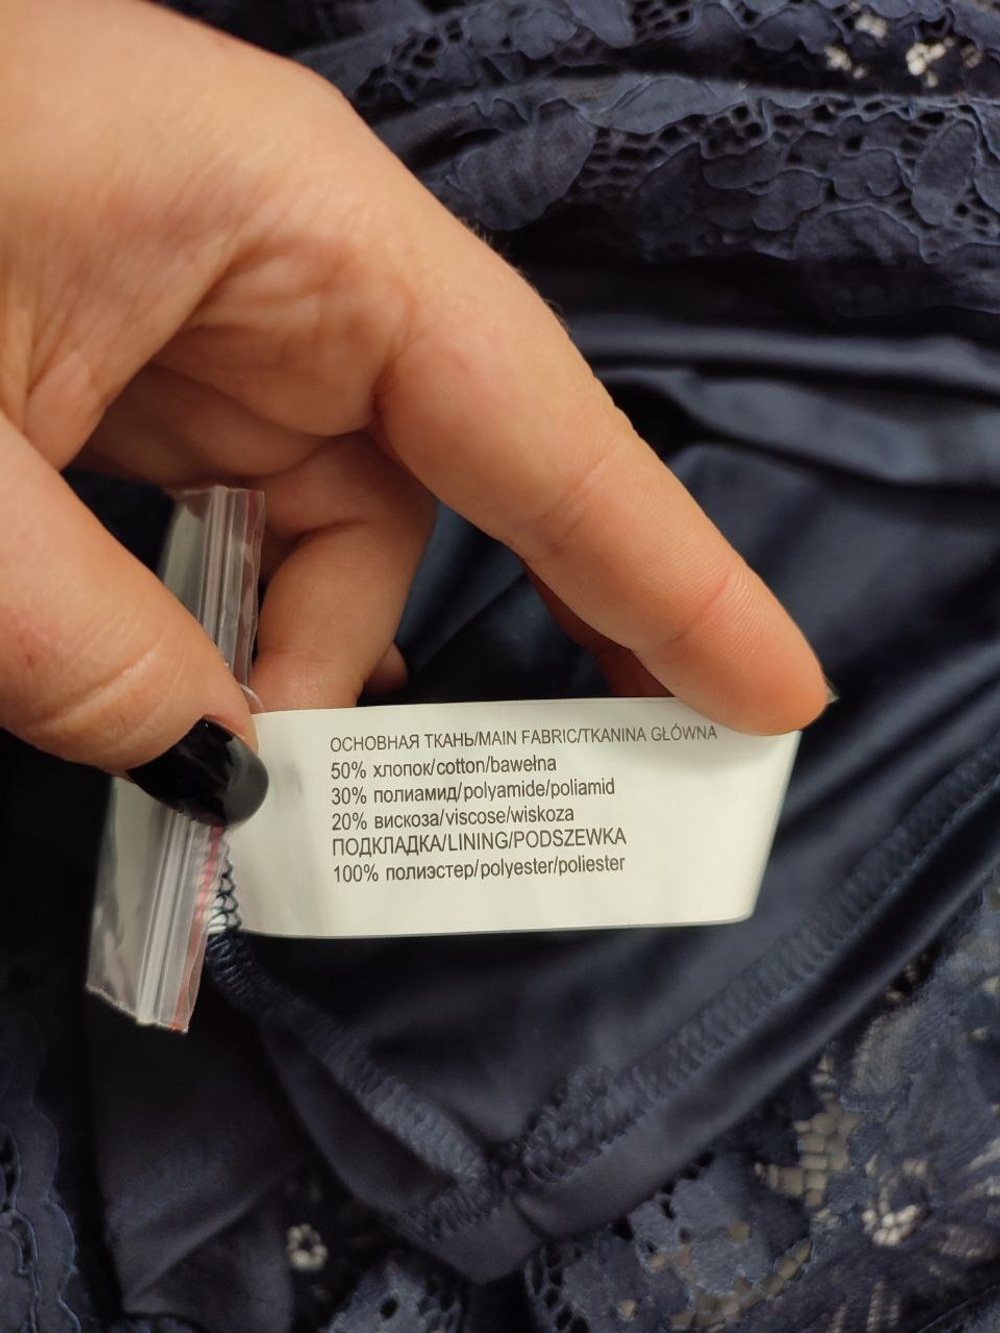 ОСНОВНАЯ ТКАНЬ/MAIN FABRIC/TKANINA GŁÓWNA
50% хлопок/cotton/bawełna
30% полиамид/polyamide/poliamid
20% вискоза/viscose/wiskoza
ПОДКЛАДКА/LINING/PODSZEWKA
100% полиэстер/polyester/poliester